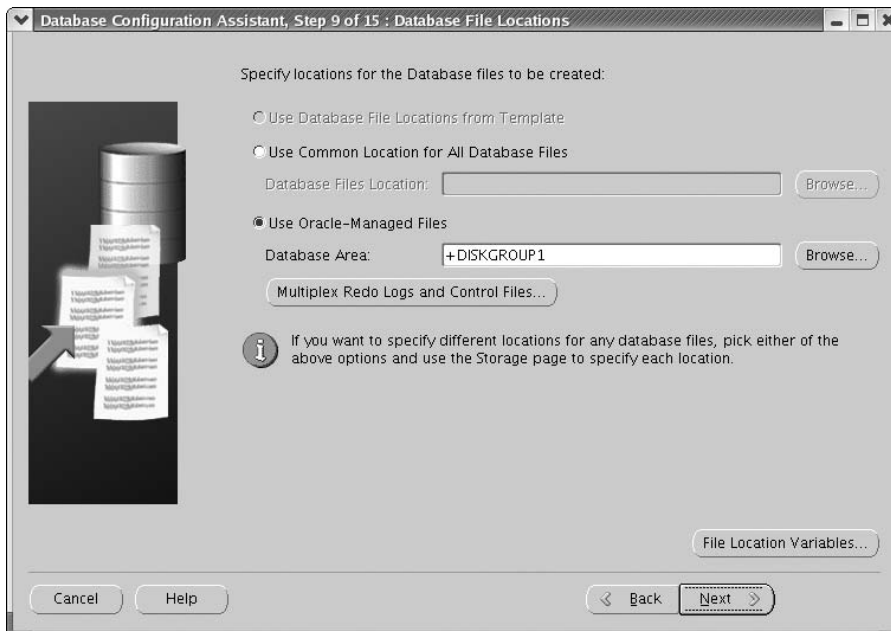 Database Configuration Assistant, Step 9 of 15 : Database File Locations
Specify locations for the Database files to be created:
Use Database File Locations from Template
Use Common Location for All Database Files
Database Files Location:
Browse...
Use Oracle-Managed Files
Database Area:
+DISKGROUP1
Browse...
Multiplex Redo Logs and Control Files...
If you want to specify different locations for any database files, pick either of the
above options and use the Storage page to specify each location.
File Location Variables...
Cancel
Help
Back
Next